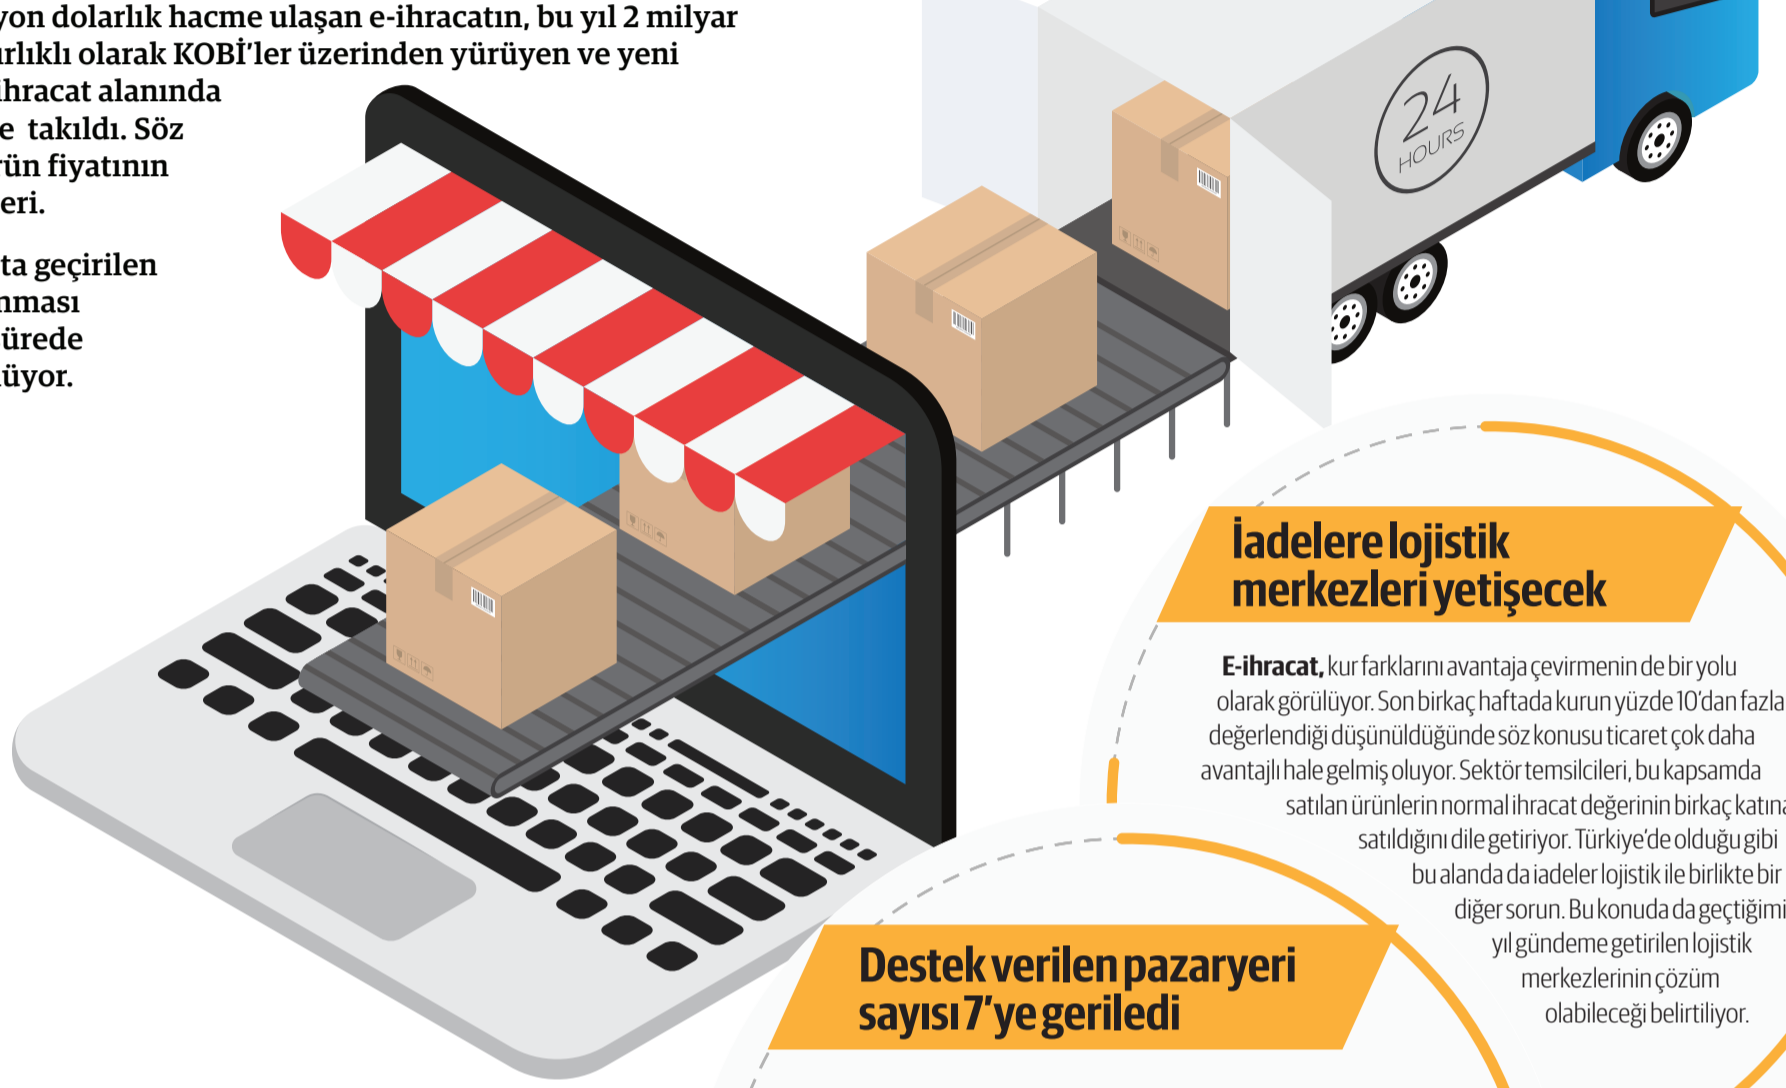 yon dolarlık hacme ulaşan e-ihracatın, bu yıl 2 milyar
ırlıklı olarak KOBİ'ler üzerinden yürüyen ve yeni
ihracat alanında
e takıldı. Söz
rün fiyatının
eri.
ta geçirilen
nması
sürede
lüyor.
24
HOURS
İadelere lojistik
merkezleri yetişecek
E-ihracat, kur farklarını avantaja çevirmenin de bir yolu
olarak görülüyor. Son birkaç haftada kurun yüzde 10'dan fazla
değerlendiği düşünüldüğünde söz konusu ticaret çok daha
avantajlı hale gelmiş oluyor. Sektör temsilcileri, bu kapsamda
satılan ürünlerin normal ihracat değerinin birkaç katına
satıldığını dile getiriyor. Türkiye'de olduğu gibi
bu alanda da iadeler lojistik ile birlikte bir
diğer sorun. Bu konuda da geçtiğimi
yıl gündeme getirilen lojistik
merkezlerinin çözüm
olabileceği belirtiliyor.
Destek verilen pazaryeri
sayısı 7'ye geriledi